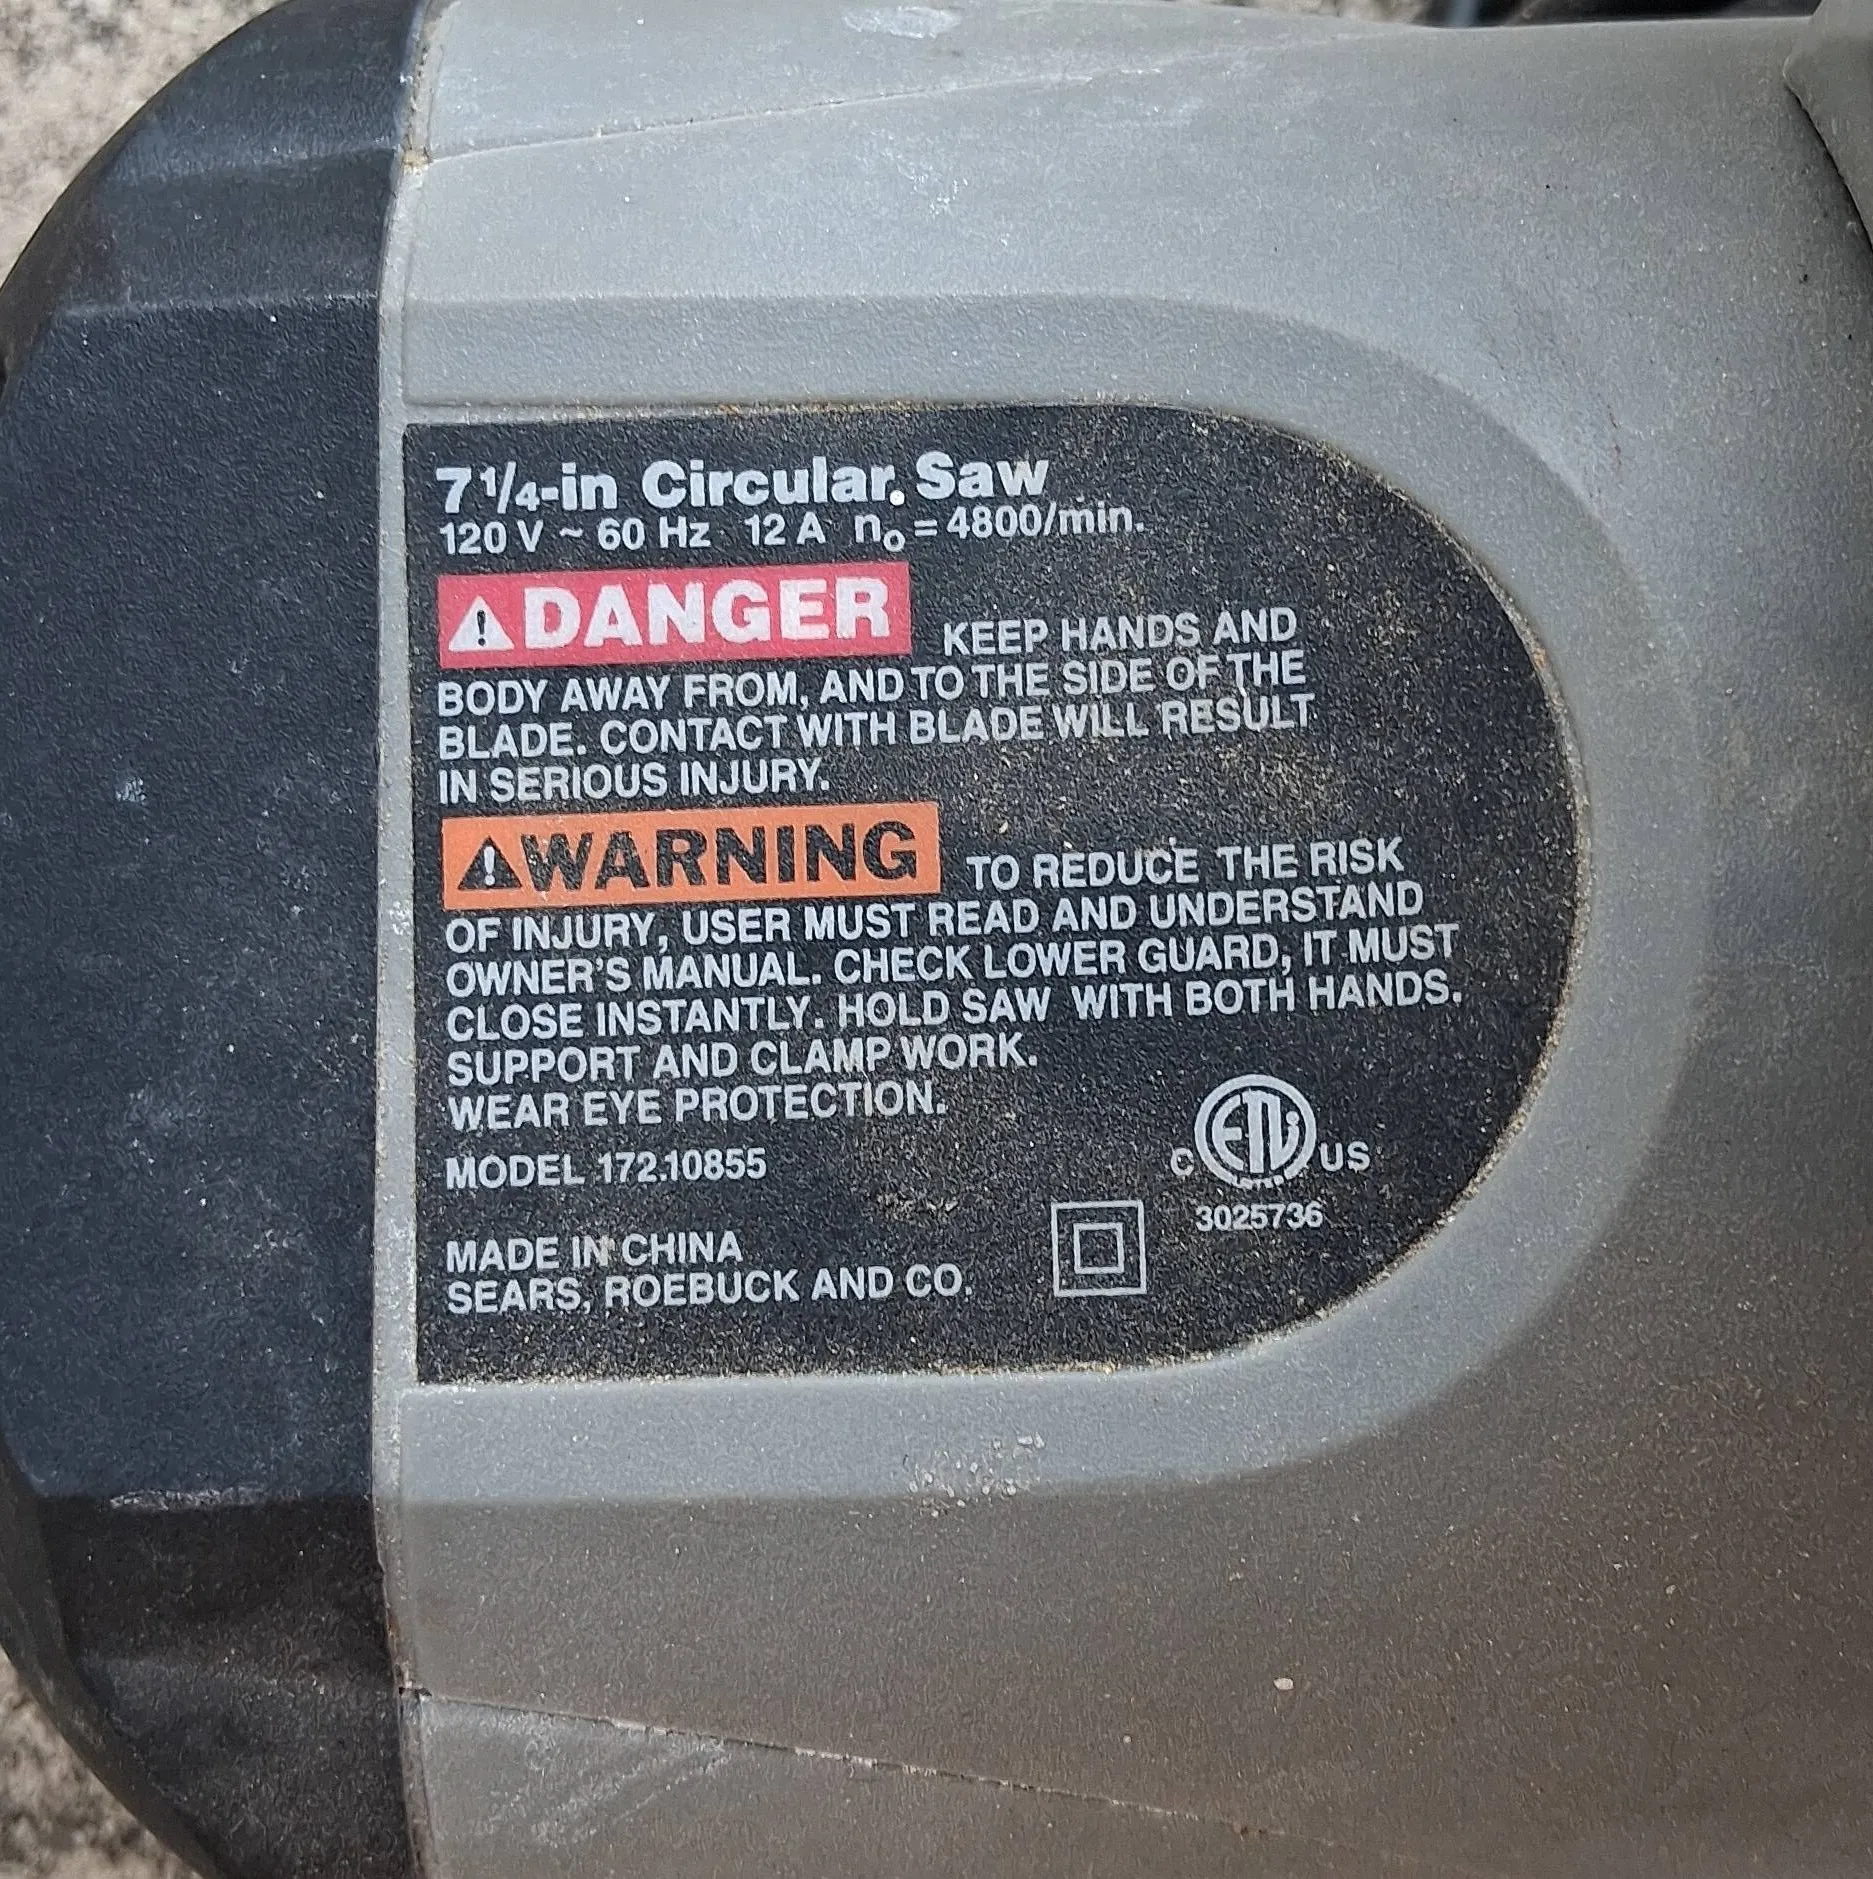 7 1/4-in Circular Saw
120 V ~ 60 Hz 12 A no = 4800/min.
DANGER KEEP HANDS AND
BODY AWAY FROM, AND TO THE SIDE OF THE
BLADE. CONTACT WITH BLADE WILL RESULT
IN SERIOUS INJURY.
WARNING TO REDUCE THE RISK
OF INJURY, USER MUST READ AND UNDERSTAND
OWNER'S MANUAL. CHECK LOWER GUARD, IT MUST
CLOSE INSTANTLY. HOLD SAW WITH BOTH HANDS.
SUPPORT AND CLAMP WORK.
WEAR EYE PROTECTION.
MODEL 172.10855
C ETL US
3025736
MADE IN CHINA
SEARS, ROEBUCK AND CO.